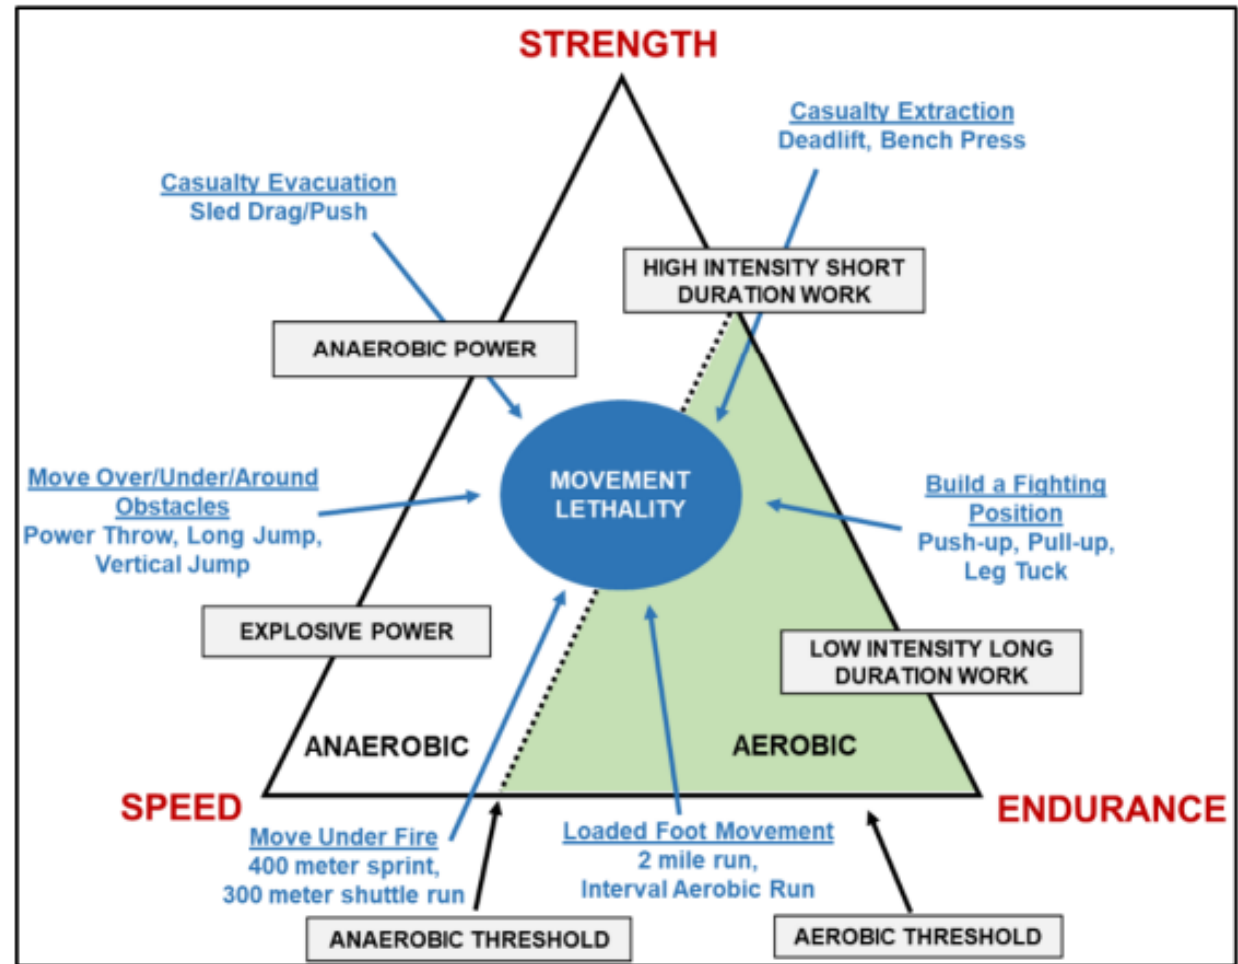 STRENGTH
Casualty Extraction
Deadlift, Bench Press
Casualty Evacuation
Sled Drag/Push
HIGH INTENSITY SHORT
DURATION WORK
ANAEROBIC POWER
MOVEMENT
LETHALITY
Move Over/Under/Around
Obstacles
Power Throw, Long Jump,
Vertical Jump
Build a Fighting
Position
Push-up, Pull-up,
Leg Tuck
EXPLOSIVE POWER
LOW INTENSITY LONG
DURATION WORK
ANAEROBIC
AEROBIC
SPEED
ENDURANCE
Move Under Fire
400 meter sprint,
300 meter shuttle run
Loaded Foot Movement
2 mile run,
Interval Aerobic Run
ANAEROBIC THRESHOLD
AEROBIC THRESHOLD